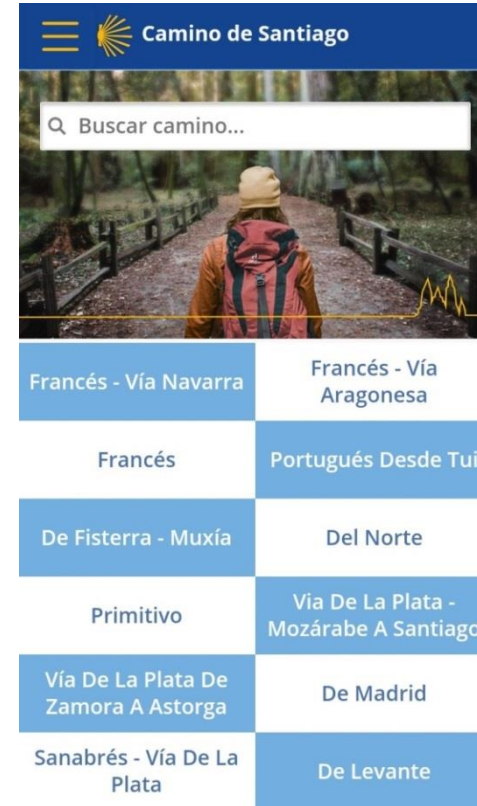 Camino de Santiago
Buscar camino...
Francés - Vía Navarra
Francés - Vía
Aragonesa
Francés
Portugués Desde Tui
De Fisterra - Muxía
Del Norte
Primitivo
Via De La Plata -
Mozárabe A Santiago
Vía De La Plata De
Zamora A Astorga
De Madrid
Sanabrés - Vía De La
Plata
De Levante